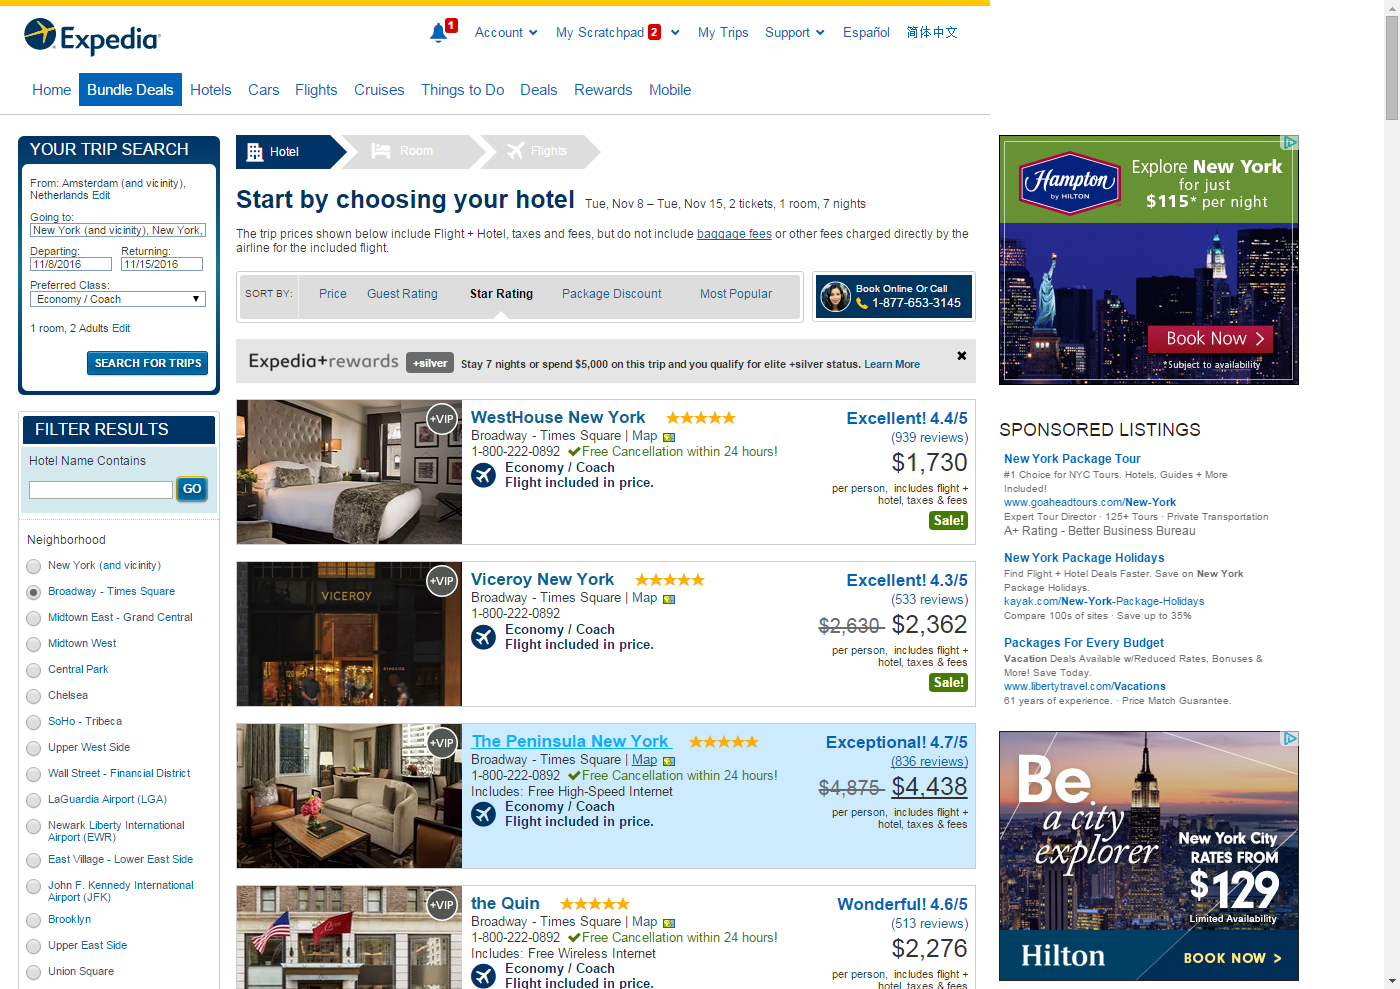 Expedia
1
Account
My Scratchpad 2
My Trips
Support
Español
简体中文
Home
Bundle Deals
Hotels
Cars
Flights
Cruises
Things to Do
Deals
Rewards
Mobile
YOUR TRIP SEARCH
From: Amsterdam (and vicinity),
Netherlands Edit
Going to:
New York (and vicinity), New York,
Departing: Returning:
11/8/2016 11/15/2016
Preferred Class:
Economy / Coach
1 room, 2 Adults Edit
SEARCH FOR TRIPS
FILTER RESULTS
Hotel Name Contains
GO
Neighborhood
New York (and vicinity)
Broadway - Times Square
Midtown East - Grand Central
Midtown West
Central Park
Chelsea
SoHo - Tribeca
Upper West Side
Wall Street - Financial District
LaGuardia Airport (LGA)
Newark Liberty International
Airport (EWR)
East Village - Lower East Side
John F. Kennedy International
Airport (JFK)
Brooklyn
Upper East Side
Union Square
Hotel
Room
Flights
Start by choosing your hotel Tue, Nov 8 – Tue, Nov 15, 2 tickets, 1 room, 7 nights
The trip prices shown below include Flight + Hotel, taxes and fees, but do not include baggage fees or other fees charged directly by the
airline for the included flight.
SORT BY: Price Guest Rating Star Rating Package Discount Most Popular
Book Online Or Call
1-877-653-3145
Expedia+rewards +silver Stay 7 nights or spend $5,000 on this trip and you qualify for elite +silver status. Learn More
+VIP
WestHouse New York
Broadway - Times Square | Map
1-800-222-0892 Free Cancellation within 24 hours!
Economy / Coach
Flight included in price.
Excellent! 4.4/5
(939 reviews)
$1,730
per person, includes flight +
hotel, taxes & fees
Sale!
VICEROY
+VIP
Viceroy New York
Broadway - Times Square | Map
1-800-222-0892
Economy / Coach
Flight included in price.
Excellent! 4.3/5
(533 reviews)
$2,630 $2,362
per person, includes flight +
hotel, taxes & fees
Sale!
+VIP
The Peninsula New York
Broadway - Times Square | Map
1-800-222-0892 Free Cancellation within 24 hours!
Includes: Free High-Speed Internet
Economy / Coach
Flight included in price.
Exceptional! 4.7/5
(836 reviews)
$4,875 $4,438
per person, includes flight +
hotel, taxes & fees
+VIP
the Quin
Broadway - Times Square | Map
1-800-222-0892 Free Cancellation within 24 hours!
Includes: Free Wireless Internet
Economy / Coach
Flight included in price.
Wonderful! 4.6/5
(513 reviews)
$2,276
per person, includes flight +
hotel, taxes & fees
Hampton
by HILTON
Explore New York
for just
$115* per night
Book Now
*Subject to availability
SPONSORED LISTINGS
New York Package Tour
#1 Choice for NYC Tours. Hotels, Guides + More
Included!
www.goaheadtours.com/New-York
Expert Tour Director · 125+ Tours · Private Transportation
A+ Rating - Better Business Bureau
New York Package Holidays
Find Flight + Hotel Deals Faster. Save on New York
Package Holidays.
kayak.com/New-York-Package-Holidays
Compare 100s of sites · Save up to 35%
Packages For Every Budget
Vacation Deals Available w/Reduced Rates, Bonuses &
More! Save Today.
www.libertytravel.com/Vacations
61 years of experience. · Price Match Guarantee.
Be
a city
explorer
New York City
RATES FROM
$129
Limited Availability
Hilton
BOOK NOW >